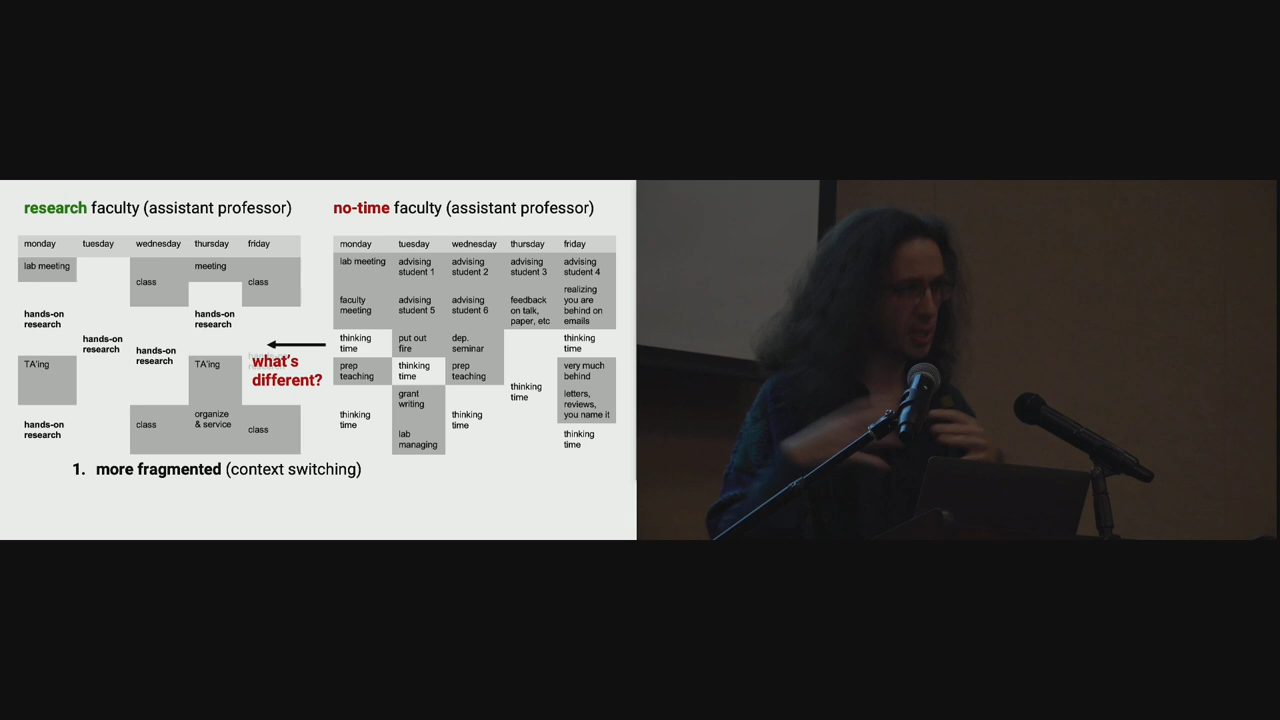 research faculty (assistant professor)
monday tuesday wednesday thursday friday
lab meeting
meeting
class
class
hands-on
research
hands-on
research
hands-on
research
hands-on
research
TA'ing
TA'ing
hands-on
research
class
organize
& service
class
what's
different?
no-time faculty (assistant professor)
monday tuesday wednesday thursday friday
lab meeting
advising
student 1
advising
student 2
advising
student 3
advising
student 4
faculty
meeting
advising
student 5
advising
student 6
feedback
on talk,
paper, etc
realizing
you are
behind on
emails
thinking
time
put out
fire
dep.
seminar
thinking
time
prep
teaching
thinking
time
prep
teaching
thinking
time
very much
behind
thinking
time
grant
writing
thinking
time
letters,
reviews,
you name it
lab
managing
thinking
time
1. more fragmented (context switching)